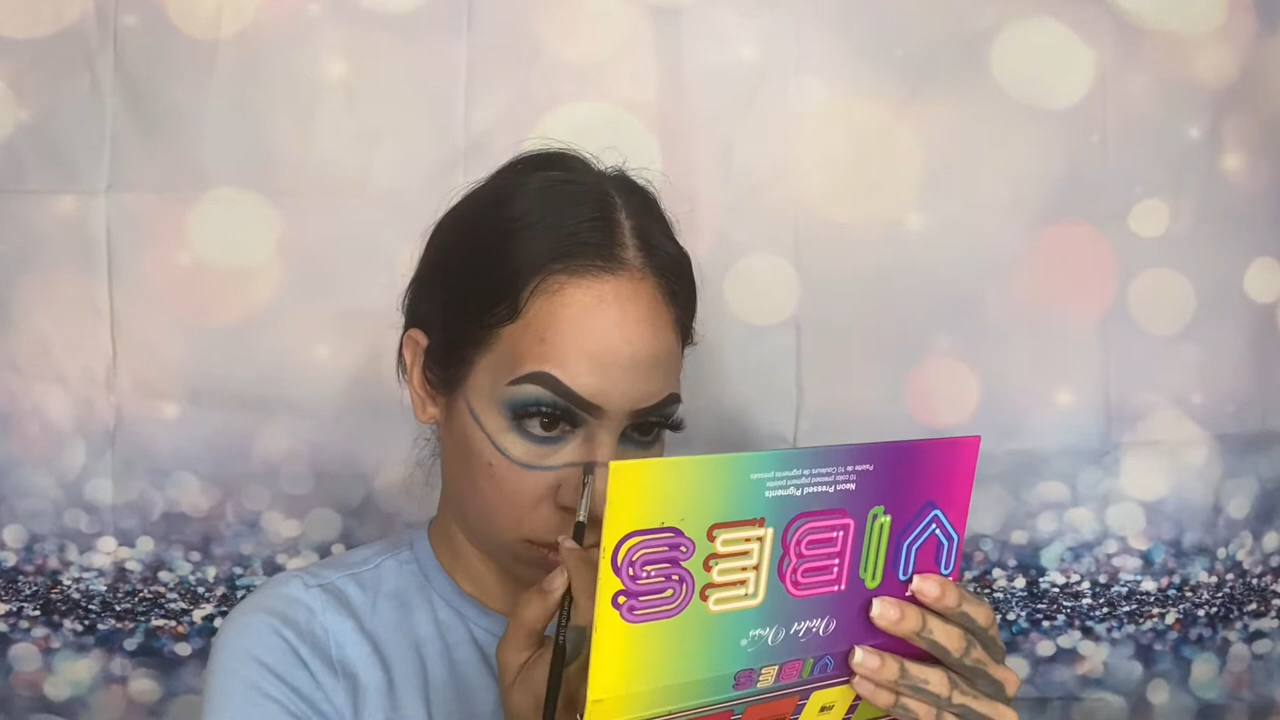 VIBES
Neon Pressed Pigments
10 color pressed pigment palette
Palette de 10 Couleurs de pigments pressés
Violet Voss®
VIBES